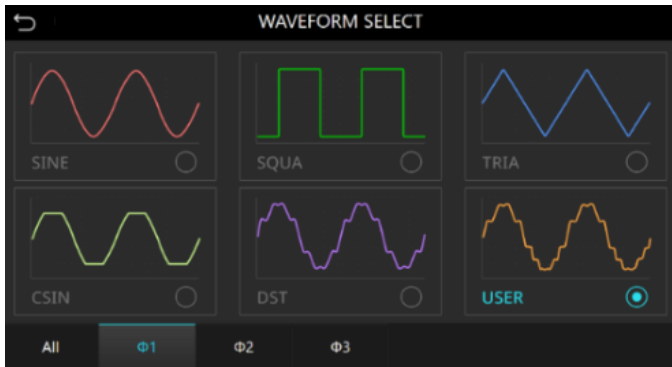 WAVEFORM SELECT
SINE SQUA TRIA
CSIN DST USER
All Φ1 Φ2 Φ3